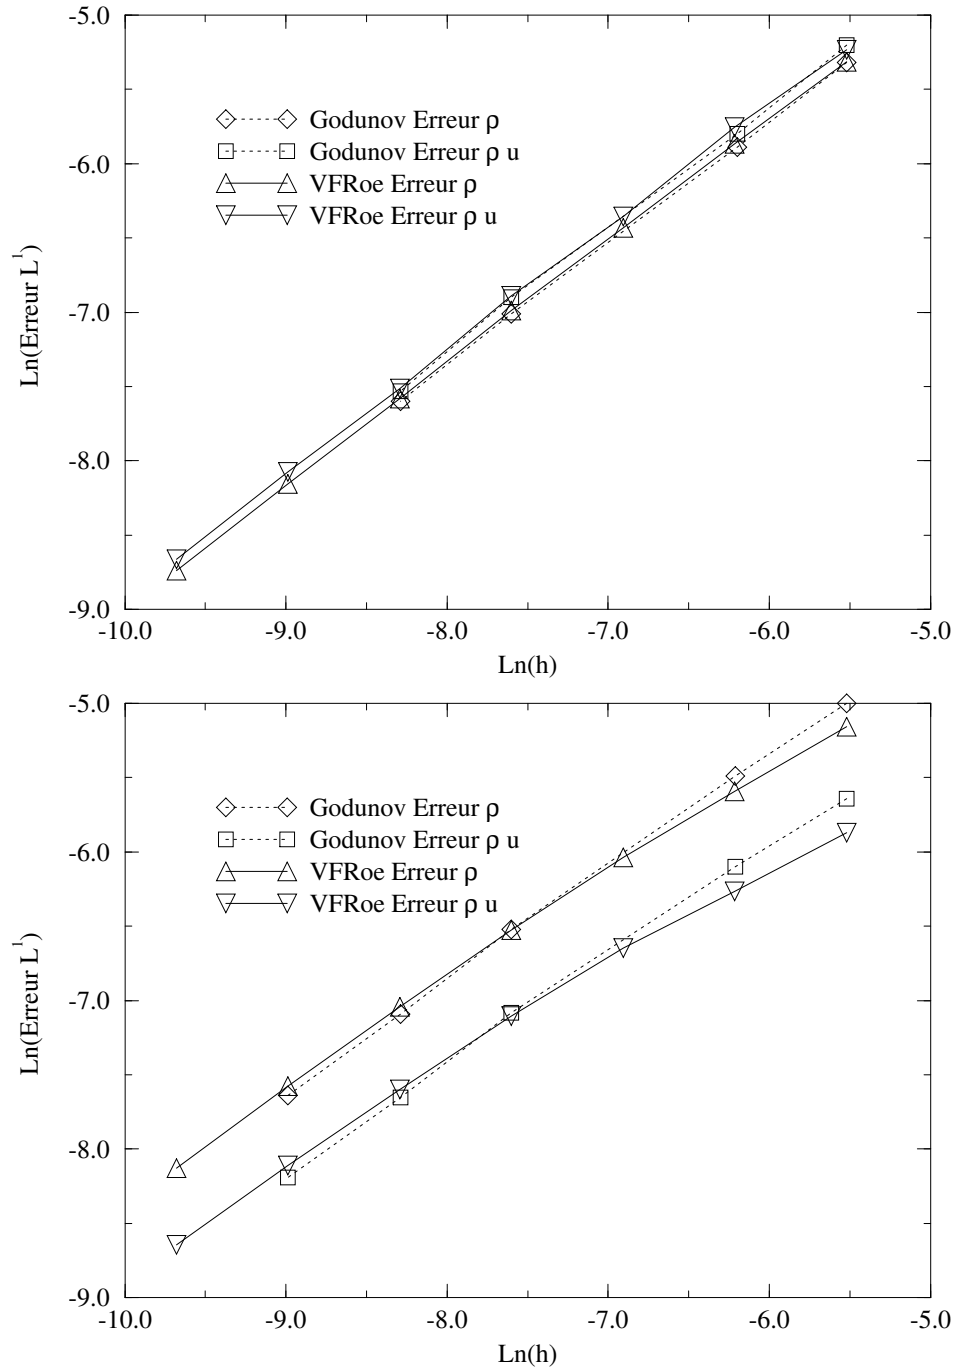 -5.0
Godunov Erreur ρ
-6.0
Godunov Erreur ρ u
VFRoe Erreur ρ
VFRoe Erreur ρ u
Ln(Erreur L¹)
-7.0
-8.0
-9.0
-10.0 -9.0 -8.0 -7.0 -6.0 -5.0
Ln(h)
-5.0
Godunov Erreur ρ
Godunov Erreur ρ u
-6.0
VFRoe Erreur ρ
VFRoe Erreur ρ u
Ln(Erreur L¹)
-7.0
-8.0
-9.0
-10.0 -9.0 -8.0 -7.0 -6.0 -5.0
Ln(h)